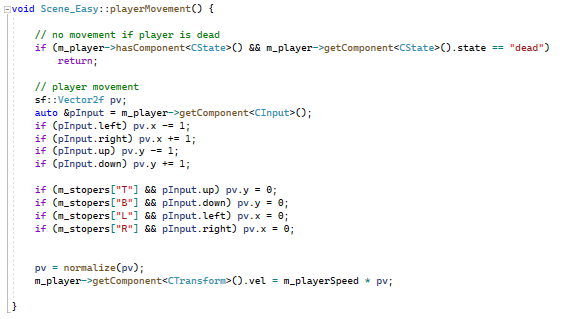 void Scene_Easy::playerMovement() {
// no movement if player is dead
if (m_player->hasComponent<CState>() && m_player->getComponent<CState>().state == "dead")
return;
// player movement
sf::Vector2f pv;
auto &pInput = m_player->getComponent<CInput>();
if (pInput.left) pv.x -= 1;
if (pInput.right) pv.x += 1;
if (pInput.up) pv.y -= 1;
if (pInput.down) pv.y += 1;
if (m_stopers["T"] && pInput.up) pv.y = 0;
if (m_stopers["B"] && pInput.down) pv.y = 0;
if (m_stopers["L"] && pInput.left) pv.x = 0;
if (m_stopers["R"] && pInput.right) pv.x = 0;
pv = normalize(pv);
m_player->getComponent<CTransform>().vel = m_playerSpeed * pv;
}